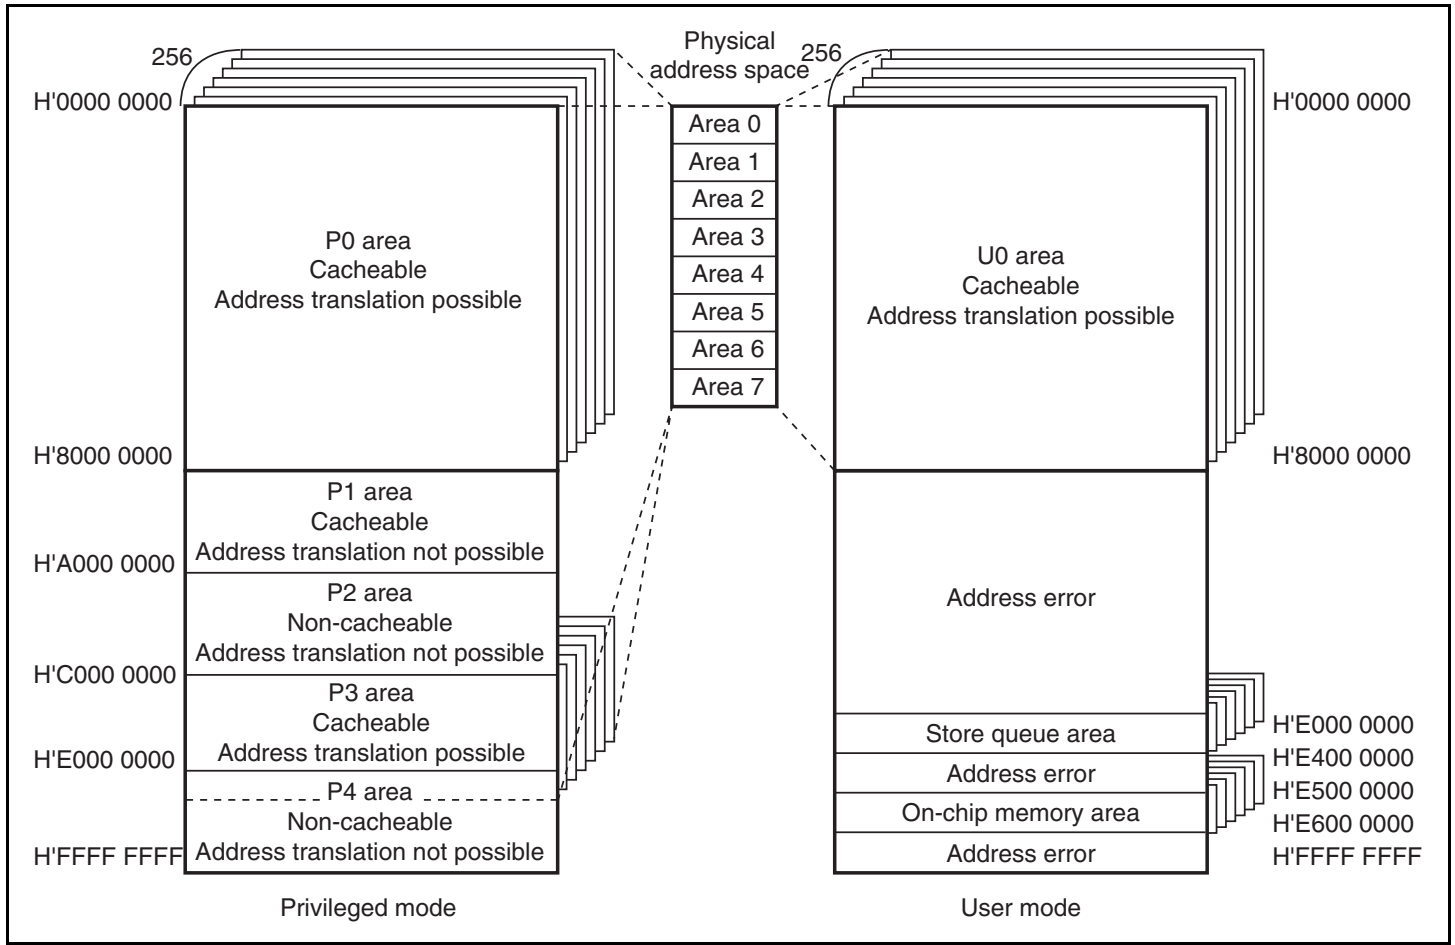 Physical
address space
256
256
H'0000 0000
H'0000 0000
Area 0
Area 1
Area 2
Area 3
Area 4
Area 5
Area 6
Area 7
P0 area
Cacheable
Address translation possible
U0 area
Cacheable
Address translation possible
H'8000 0000
H'8000 0000
P1 area
Cacheable
Address translation not possible
H'A000 0000
P2 area
Non-cacheable
Address translation not possible
H'C000 0000
P3 area
Cacheable
Address translation possible
H'E000 0000
P4 area
Non-cacheable
Address translation not possible
H'FFFF FFFF
Privileged mode
Address error
Store queue area
Address error
On-chip memory area
Address error
H'E000 0000
H'E400 0000
H'E500 0000
H'E600 0000
H'FFFF FFFF
User mode